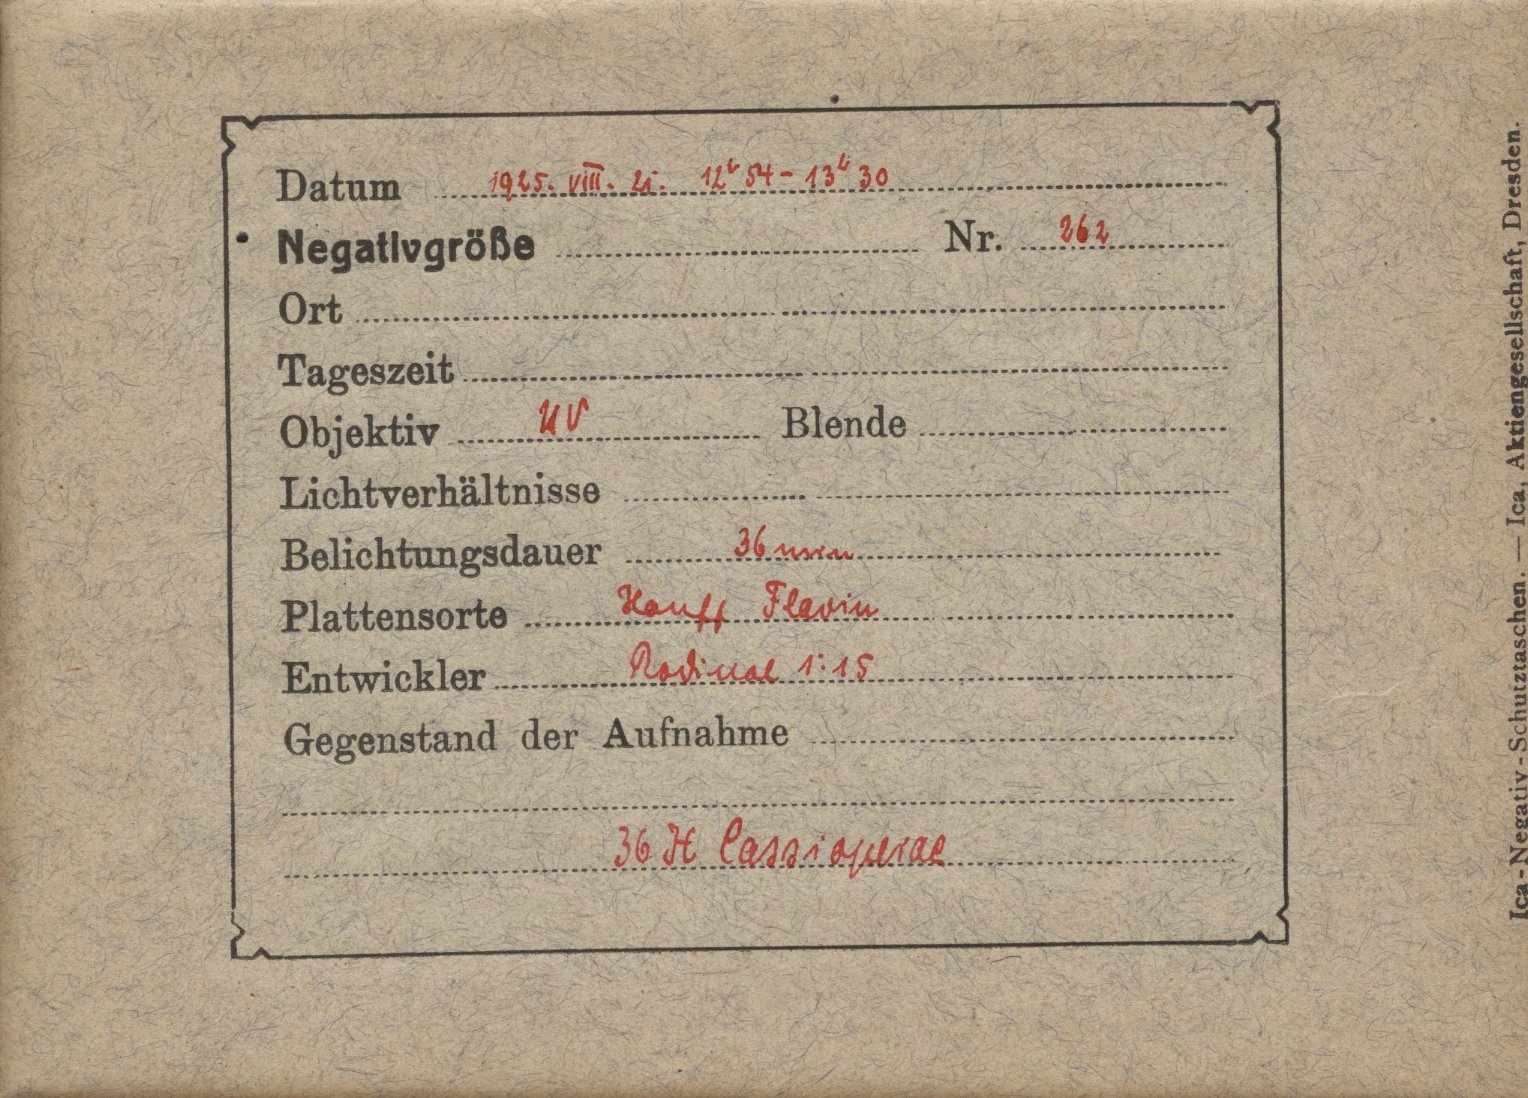 Datum 1925. VIII. 21. 12h 54 - 13h 30
Negativgröße Nr. 262
Ort
Tageszeit
Objektiv UV Blende
Lichtverhältnisse
Belichtungsdauer 36 min
Plattensorte Hauff Flavin
Entwickler Rodinal 1:15
Gegenstand der Aufnahme
36 H Cassiopeiae
Ica-Negativ-Schutztaschen. — Ica, Aktiengesellschaft, Dresden.